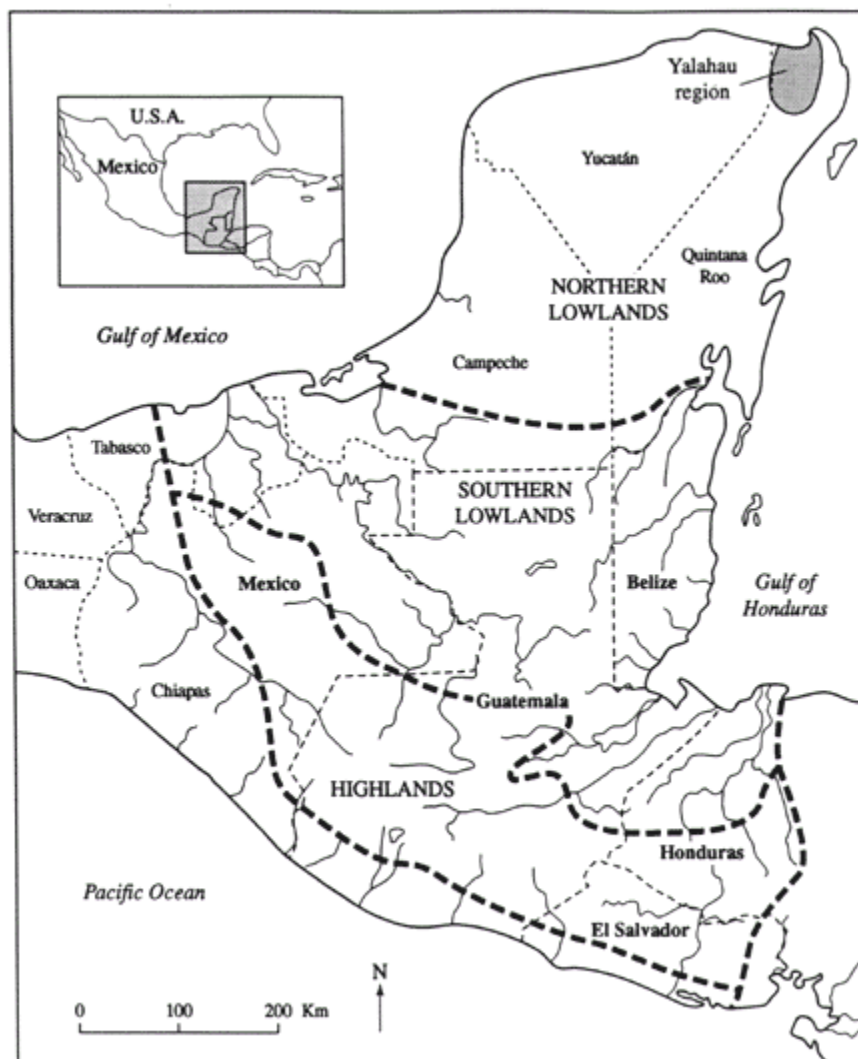 Yalahau
region
U.S.A.
Mexico
Yucatán
Quintana
Roo
NORTHERN
LOWLANDS
Gulf of Mexico
Campeche
Tabasco
SOUTHERN
LOWLANDS
Veracruz
Oaxaca
Mexico
Belize
Gulf of
Honduras
Chiapas
Guatemala
HIGHLANDS
Honduras
Pacific Ocean
El Salvador
N
0 100 200 Km